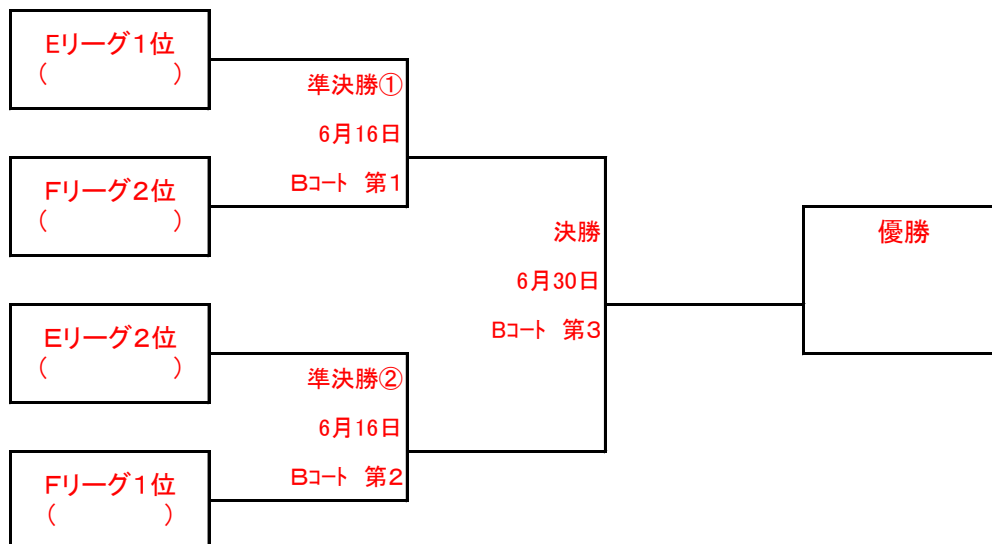 Eリーグ１位
（　　　　　）
準決勝①
6月16日
Bｺｰﾄ　第１
Fリーグ２位
（　　　　　）
決勝
6月30日
Bｺｰﾄ　第３
優勝
Eリーグ２位
（　　　　　）
準決勝②
6月16日
Bｺｰﾄ　第２
Fリーグ１位
（　　　　　）